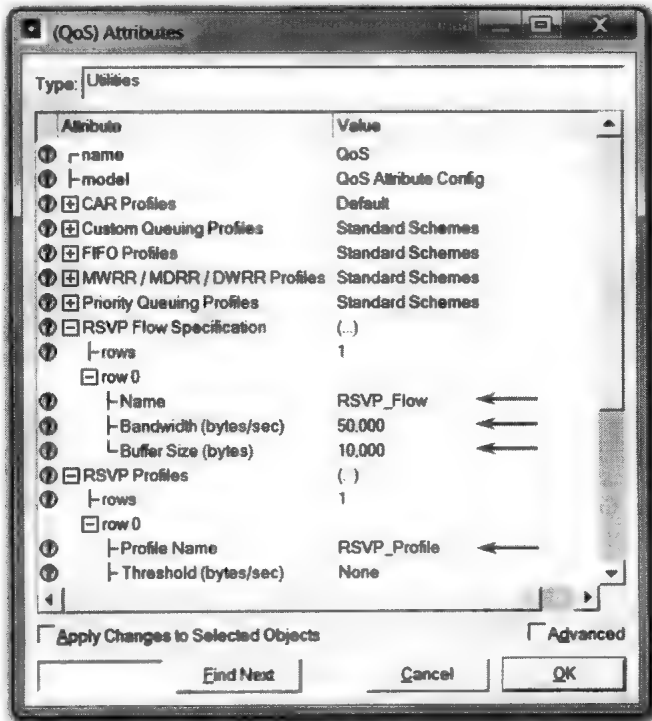 (QoS) Attributes
Type: Utilities
Attribute Value
name QoS
model QoS Attribute Config
CAR Profiles Default
Custom Queuing Profiles Standard Schemes
FIFO Profiles Standard Schemes
MWRR / MDRR / DWRR Profiles Standard Schemes
Priority Queuing Profiles Standard Schemes
RSVP Flow Specification (...)
rows 1
row 0
Name RSVP_Flow
Bandwidth (bytes/sec) 50,000
Buffer Size (bytes) 10,000
RSVP Profiles (...)
rows 1
row 0
Profile Name RSVP_Profile
Threshold (bytes/sec) None
Apply Changes to Selected Objects Advanced
Find Next Cancel OK